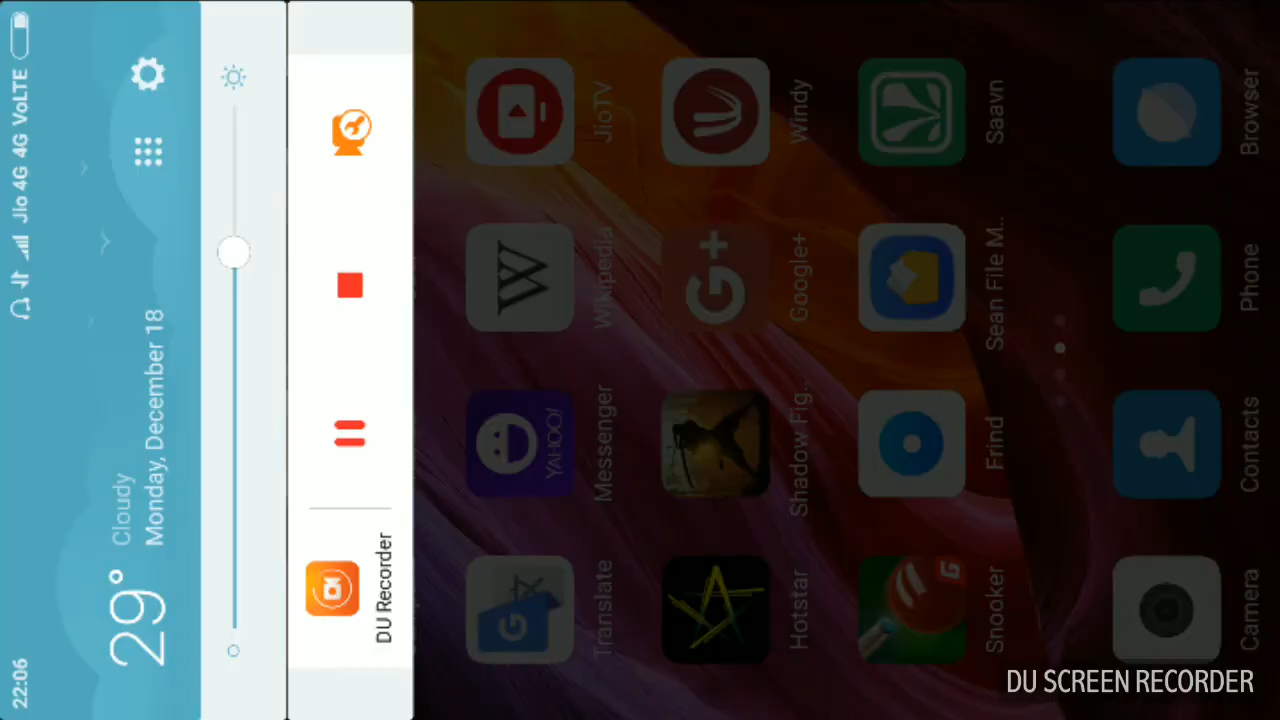 22:06
Jio 4G 4G VoLTE
29°
Cloudy
Monday, December 18
DU Recorder
Translate
Messenger
Wikipedia
JioTV
YAHOO!
Hotstar
Shadow Fig..
Google+
Windy
Snooker
Frind
Sean File M..
Saavn
Camera
Contacts
Phone
Browser
DU SCREEN RECORDER